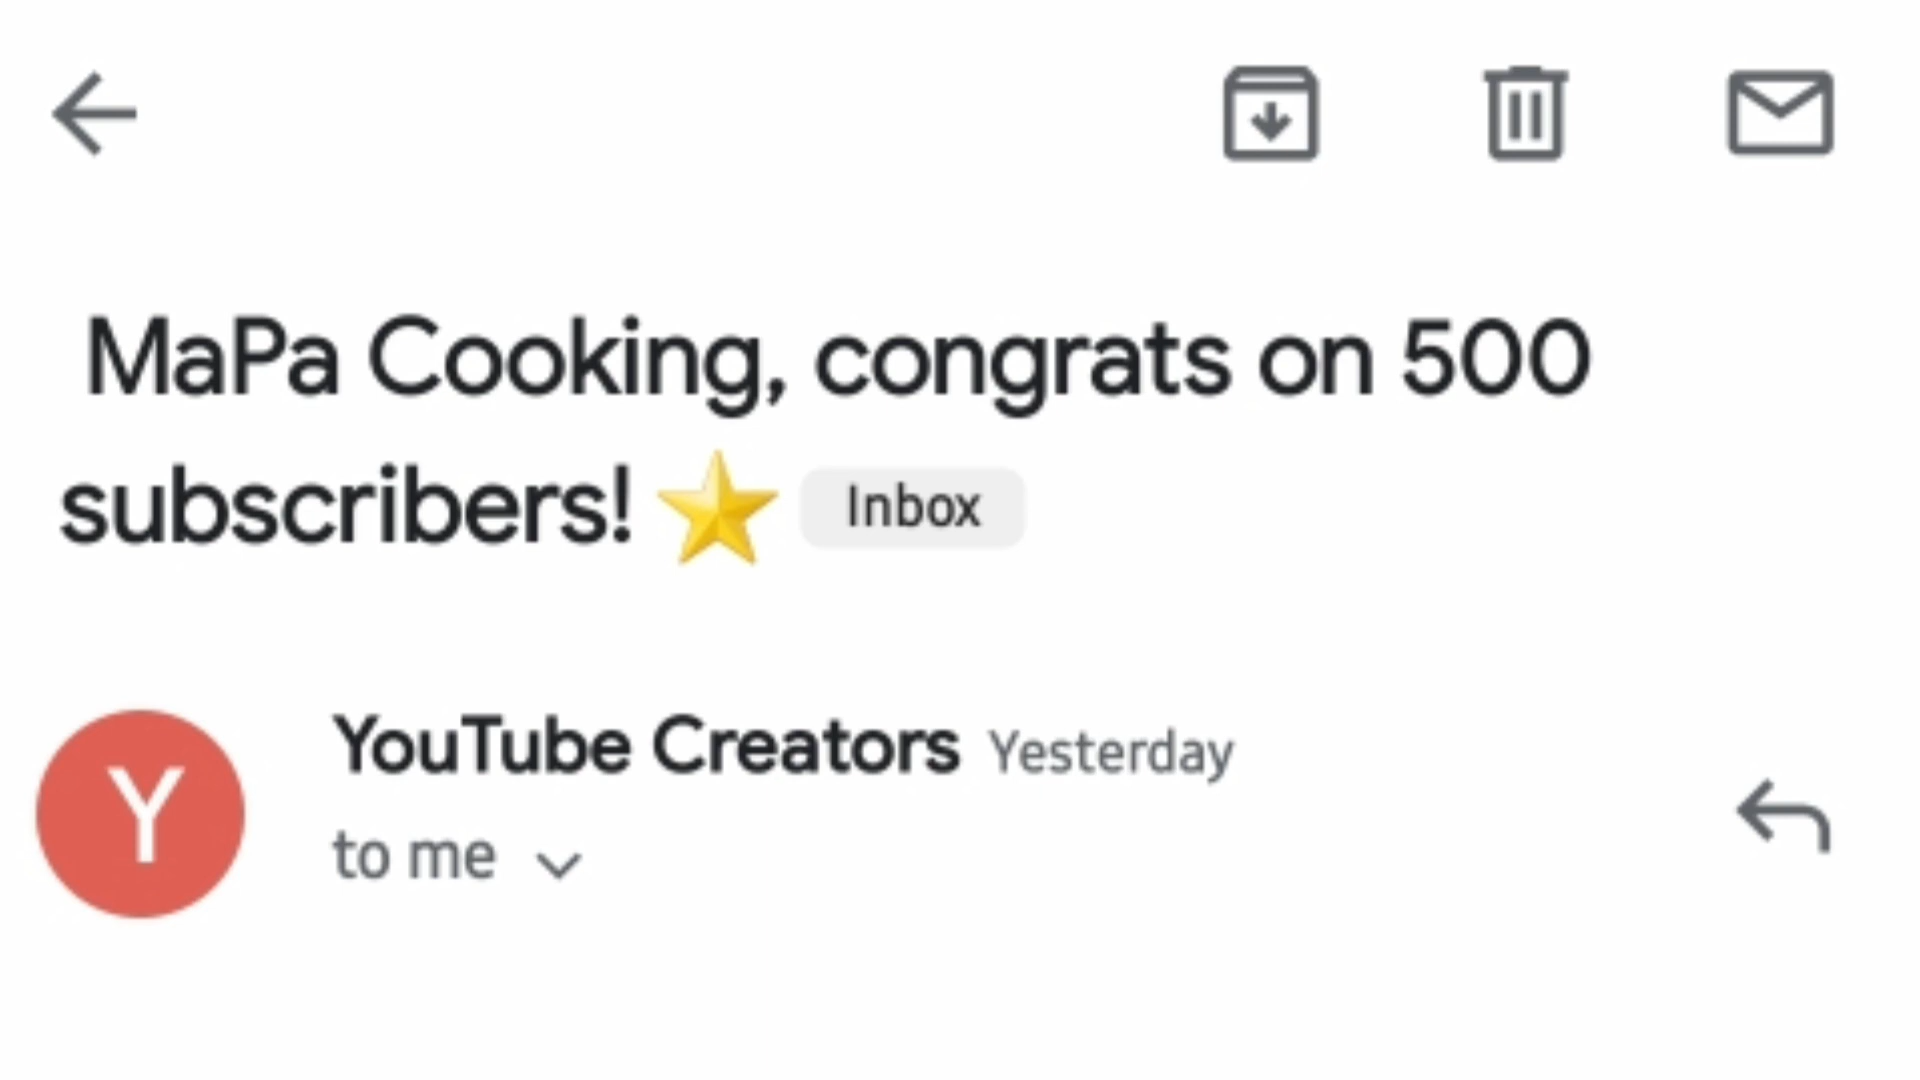 MaPa Cooking, congrats on 500
subscribers! ⭐ Inbox
Y
YouTube Creators Yesterday
to me